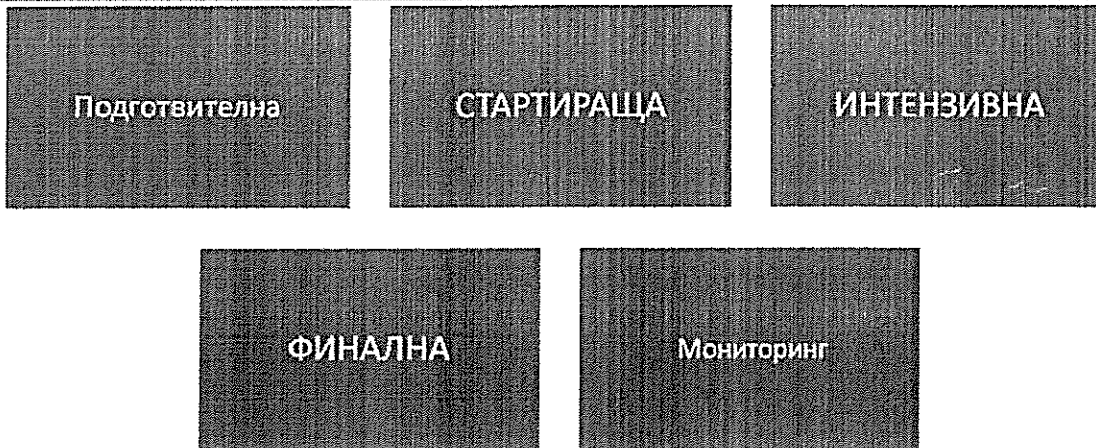 Подготвителна
СТАРТИРАЩА
ИНТЕНЗИВНА
ФИНАЛНА
Мониторинг